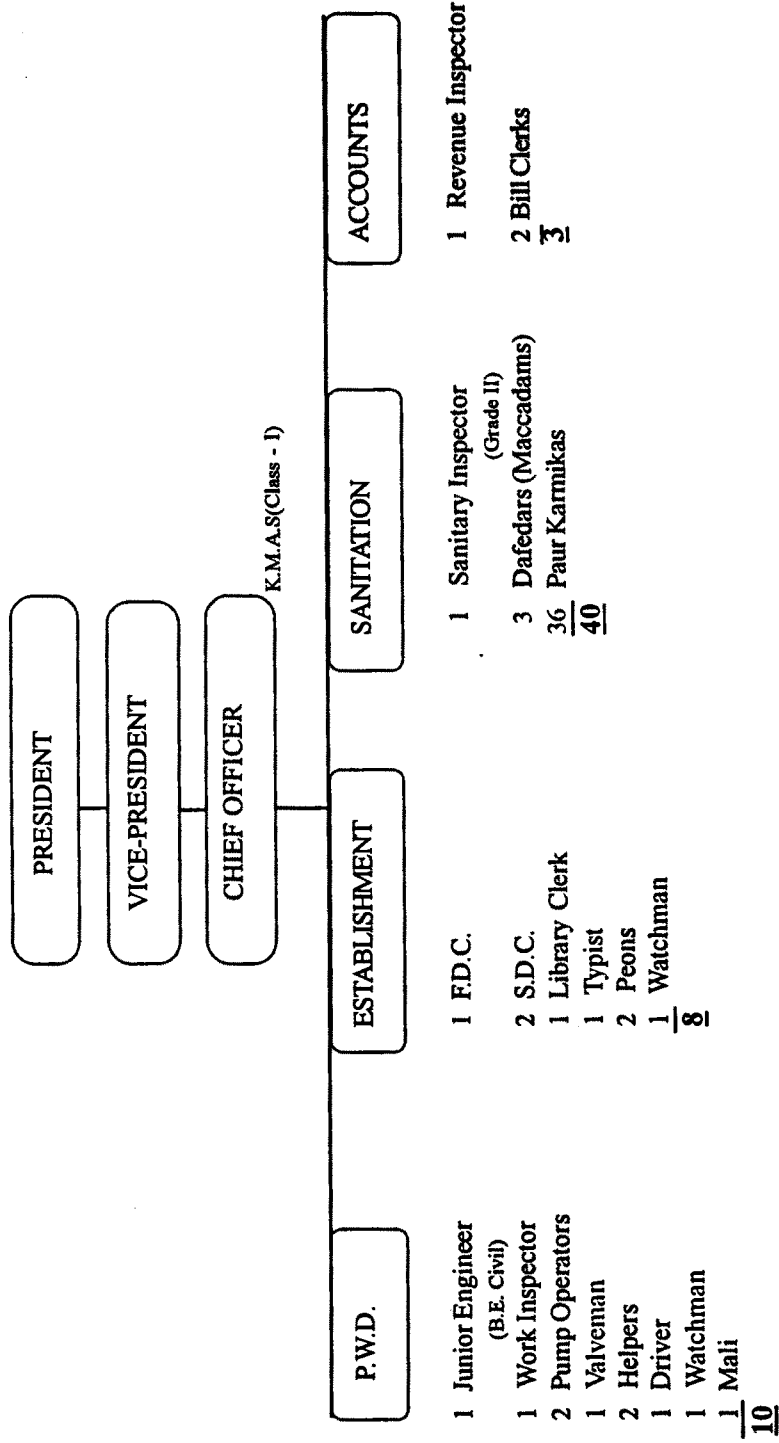 PRESIDENT
VICE-PRESIDENT
CHIEF OFFICER
K.M.A.S(Class - I)
P.W.D.
1 Junior Engineer
(B.E. Civil)
1 Work Inspector
2 Pump Operators
1 Valveman
2 Helpers
1 Driver
1 Watchman
1 Mali
10
ESTABLISHMENT
1 F.D.C.
2 S.D.C.
1 Library Clerk
1 Typist
2 Peons
1 Watchman
8
SANITATION
1 Sanitary Inspector
(Grade II)
3 Dafedars (Maccadams)
36 Paur Karmikas
40
ACCOUNTS
1 Revenue Inspector
2 Bill Clerks
3